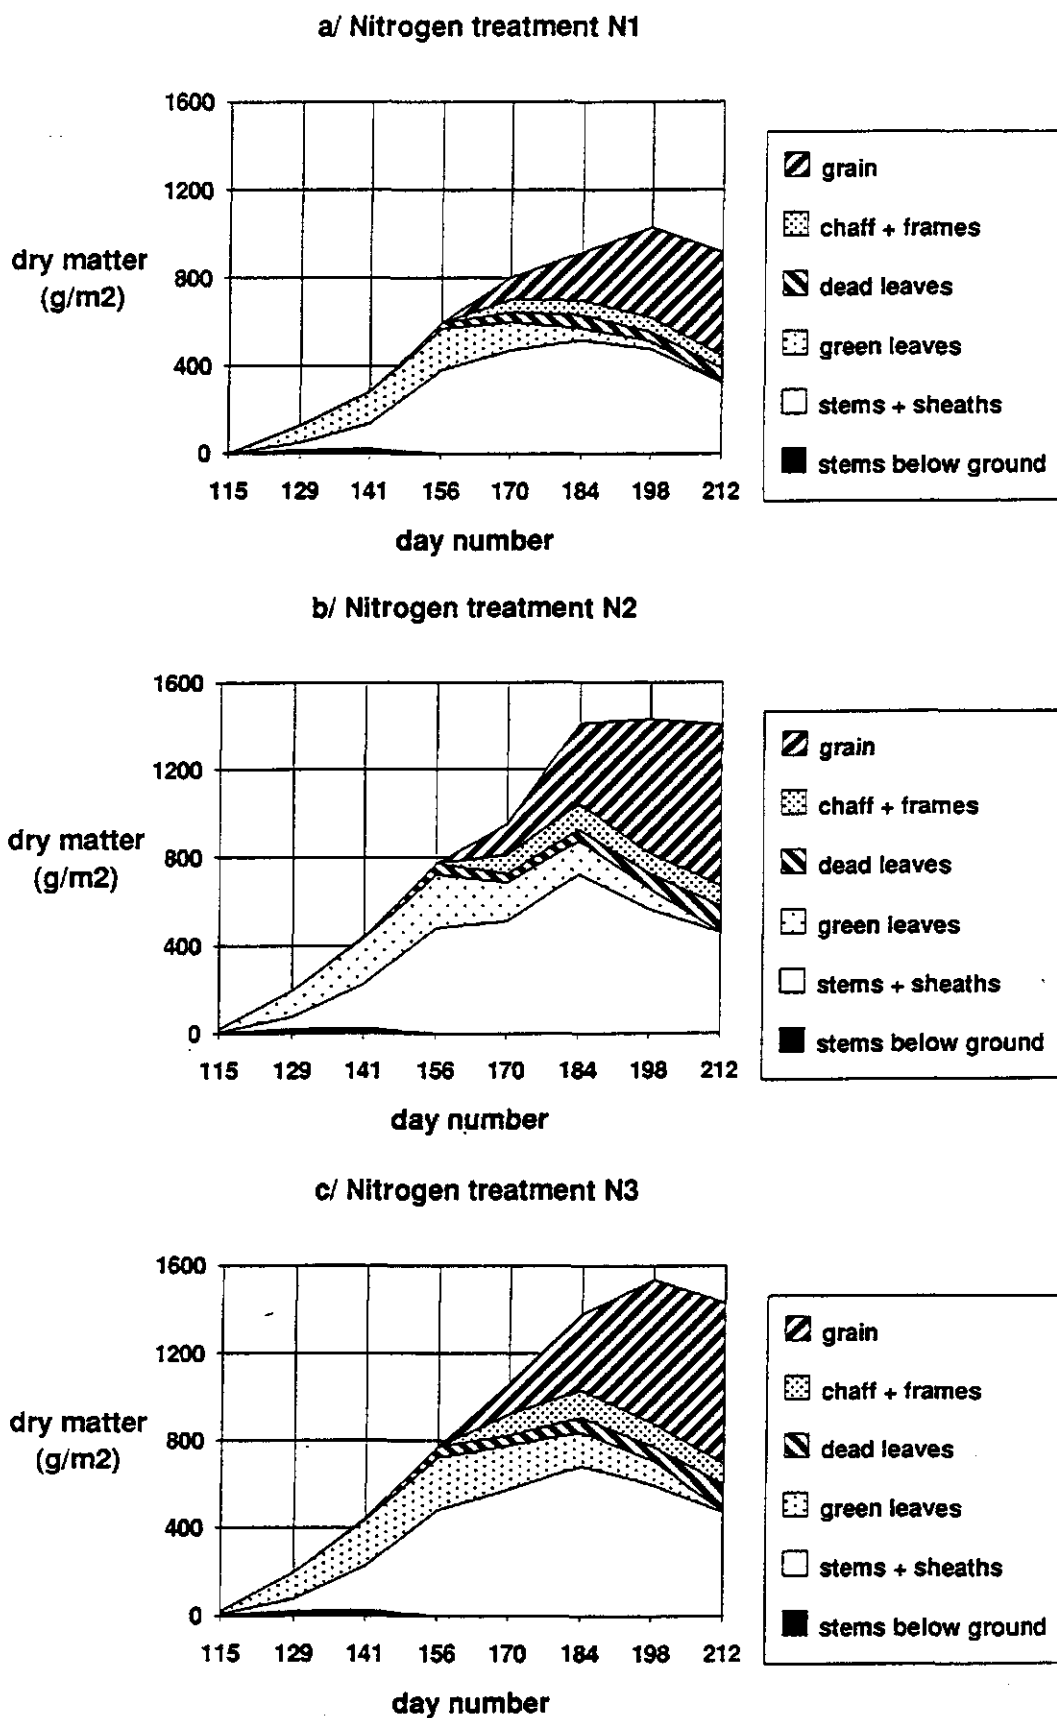 a/ Nitrogen treatment N1
1600
1200
800
400
0
dry matter
(g/m2)
115 129 141 156 170 184 198 212
day number
grain
chaff + frames
dead leaves
green leaves
stems + sheaths
stems below ground
b/ Nitrogen treatment N2
1600
1200
800
400
0
dry matter
(g/m2)
115 129 141 156 170 184 198 212
day number
grain
chaff + frames
dead leaves
green leaves
stems + sheaths
stems below ground
c/ Nitrogen treatment N3
1600
1200
800
400
0
dry matter
(g/m2)
115 129 141 156 170 184 198 212
day number
grain
chaff + frames
dead leaves
green leaves
stems + sheaths
stems below ground